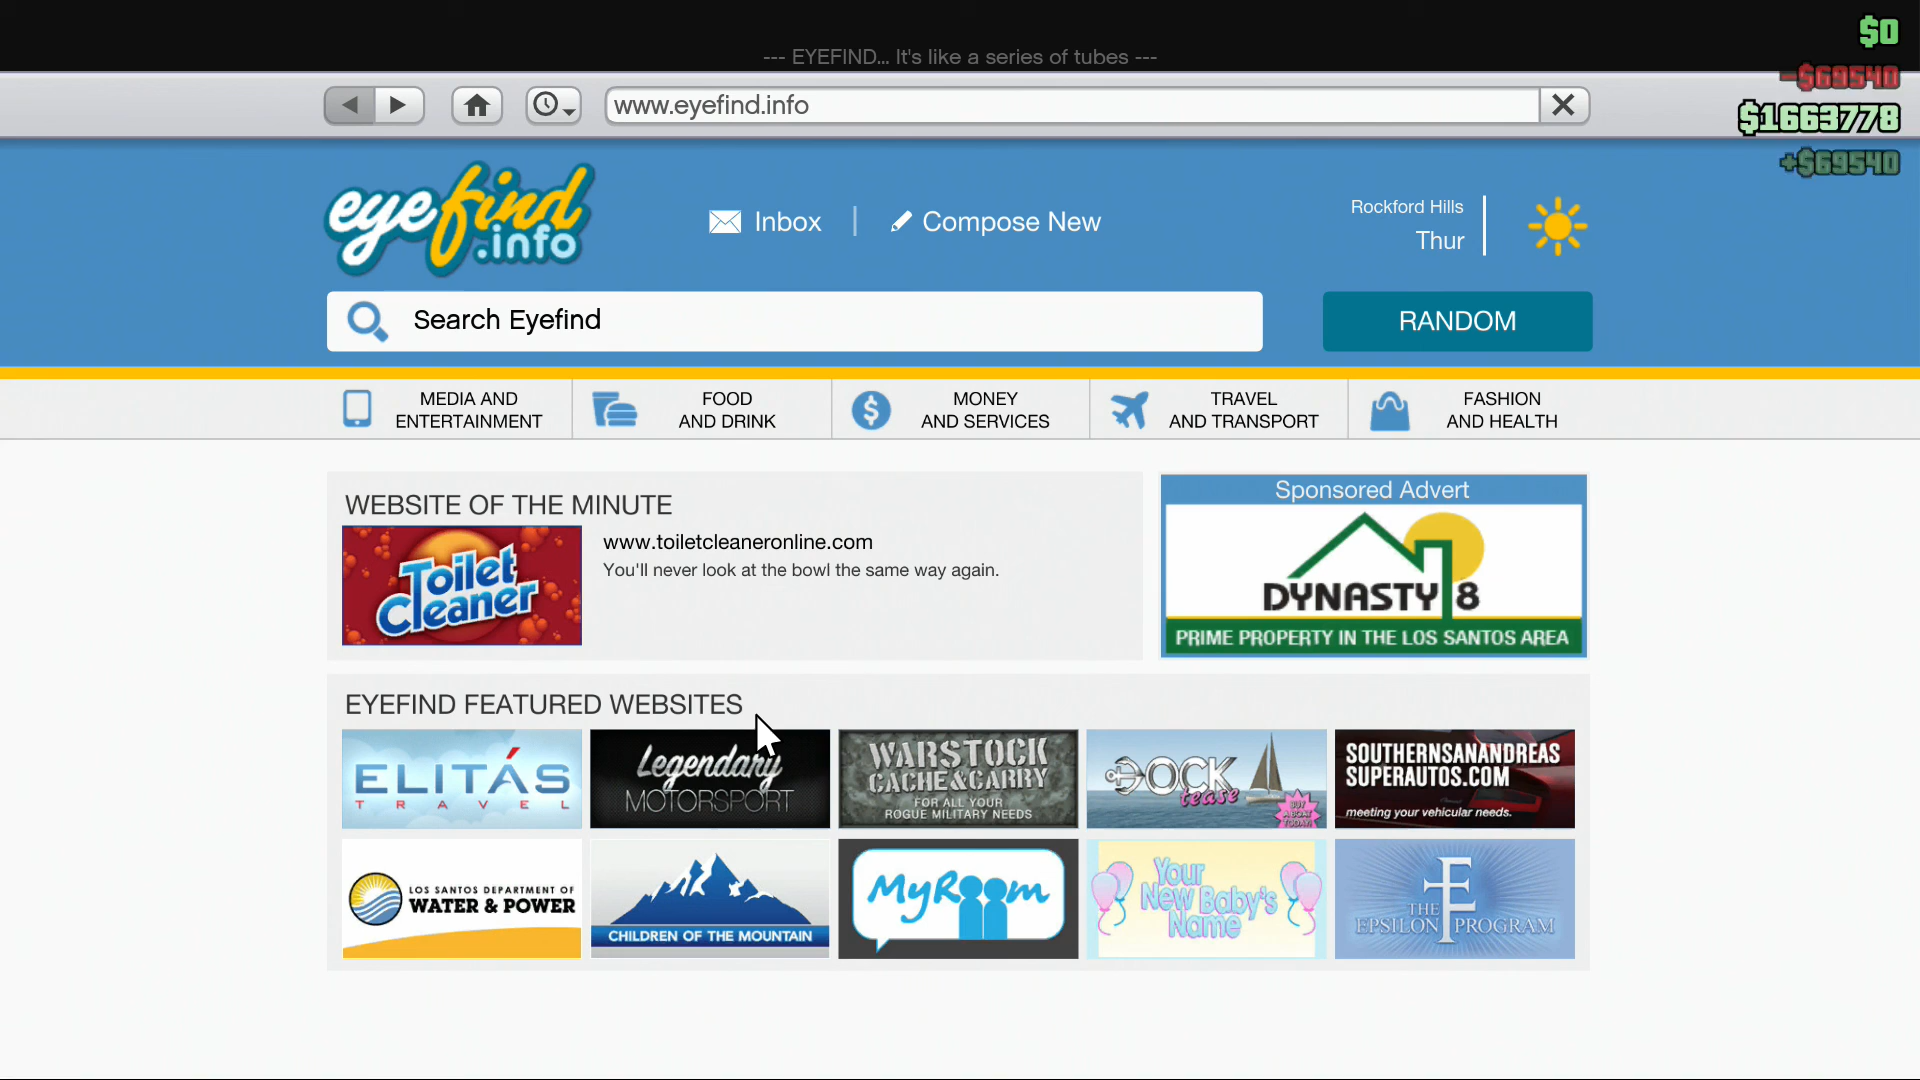 $0
--- EYEFIND... It's like a series of tubes ---
-$69540
www.eyefind.info
$1663778
+$69540
eyefind
.info
Inbox
Compose New
Rockford Hills
Thur
Search Eyefind
RANDOM
MEDIA AND
ENTERTAINMENT
FOOD
AND DRINK
MONEY
AND SERVICES
TRAVEL
AND TRANSPORT
FASHION
AND HEALTH
WEBSITE OF THE MINUTE
Toilet
Cleaner
www.toiletcleaneronline.com
You'll never look at the bowl the same way again.
Sponsored Advert
DYNASTY 8
PRIME PROPERTY IN THE LOS SANTOS AREA
EYEFIND FEATURED WEBSITES
ELITÁS
TRAVEL
Legendary
MOTORSPORT
WARSTOCK
CACHE&CARRY
FOR ALL YOUR
ROGUE MILITARY NEEDS
DOCK
tease
BUY
A BOAT
TODAY!
SOUTHERNSANANDREAS
SUPERAUTOS.COM
meeting your vehicular needs.
LOS SANTOS DEPARTMENT OF
WATER & POWER
CHILDREN OF THE MOUNTAIN
MyRoom
Your
New Baby's
Name
THE
EPSILON PROGRAM